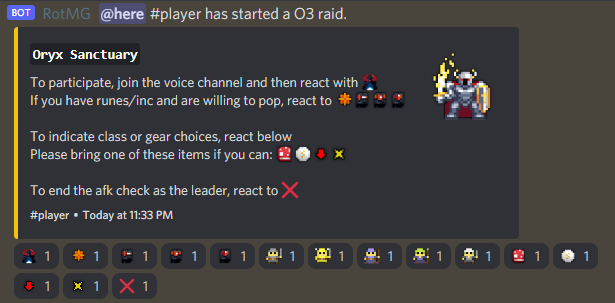 BOT RotMG @here #player has started a O3 raid.
Oryx Sanctuary
To participate, join the voice channel and then react with
If you have runes/inc and are willing to pop, react to
To indicate class or gear choices, react below
Please bring one of these items if you can:
To end the afk check as the leader, react to
#player • Today at 11:33 PM
1 1 1 1 1 1 1 1 1 1 1 1
1 1 1